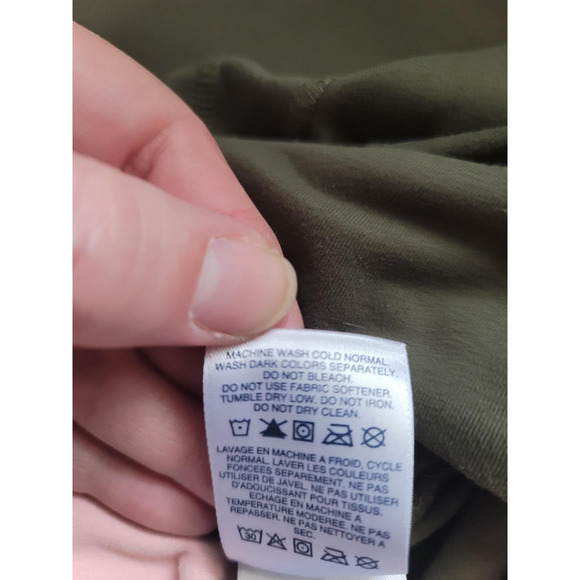 MACHINE WASH COLD NORMAL
WASH DARK COLORS SEPARATELY.
DO NOT BLEACH.
DO NOT USE FABRIC SOFTENER.
TUMBLE DRY LOW. DO NOT IRON.
DO NOT DRY CLEAN.
LAVAGE EN MACHINE A FROID, CYCLE
NORMAL. LAVER LES COULEURS
FONCEES SEPAREMENT. NE PAS
UTILISER DE JAVEL. NE PAS UTILISER
D'ADOUCISSANT POUR TISSUS.
ECHAGE EN MACHINE A
TEMPERATURE MODEREE. NE PAS
REPASSER. NE PAS NETTOYER A
SEC.
30